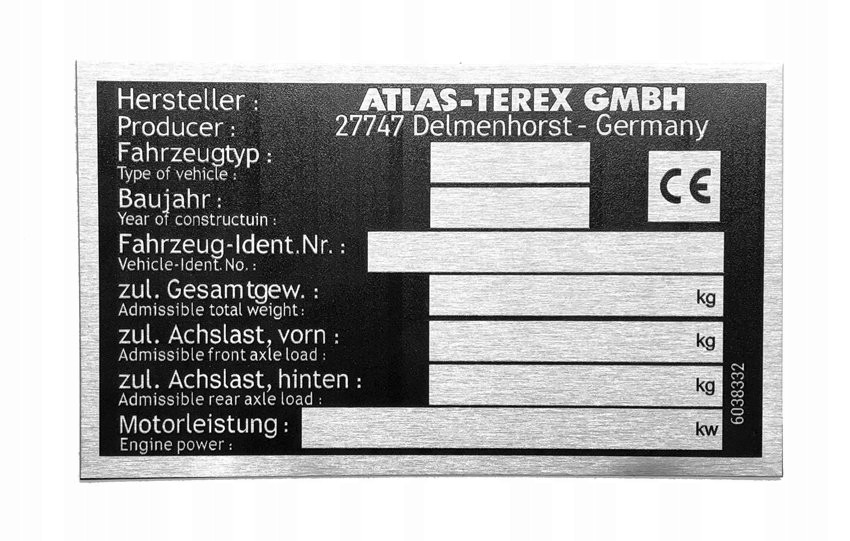 Hersteller : ATLAS-TEREX GMBH
Producer : 27747 Delmenhorst - Germany
Fahrzeugtyp :
Type of vehicle :
CE
Baujahr :
Year of constructuin :
Fahrzeug-Ident.Nr. :
Vehicle-Ident. No. :
zul. Gesamtgew. : kg
Admissible total weight :
zul. Achslast, vorn : kg
Admissible front axle load :
zul. Achslast, hinten : kg
Admissible rear axle load :
Motorleistung : kw
Engine power :
6038332